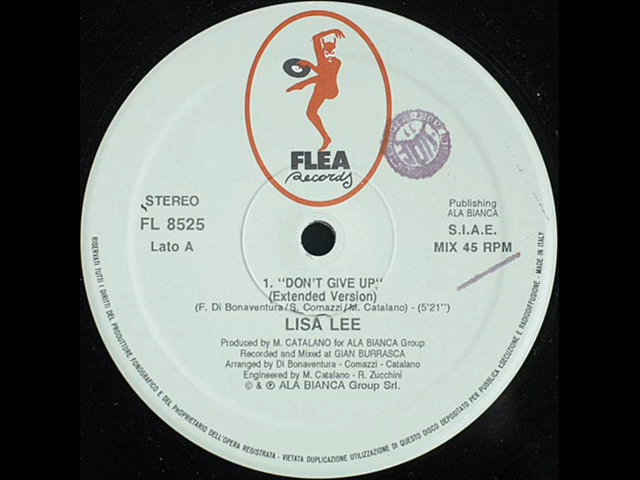 FLEA
Records
STEREO
FL 8525
Lato A
Publishing
ALA BIANCA
S.I.A.E.
MIX 45 RPM
1. "DON'T GIVE UP"
(Extended Version)
(F. Di Bonaventura/S. Comazzi/M. Catalano) - (5'21")
LISA LEE
Produced by M. CATALANO for ALA BIANCA Group
Recorded and Mixed at GIAN BURRASCA
Arranged by Di Bonaventura - Comazzi - Catalano
Engineered by M. Catalano - R. Zucchini
© & ℗ ALA BIANCA Group Srl.
RISERVATI TUTTI I DIRITTI DEL PRODUTTORE FONOGRAFICO E DEL PROPRIETARIO DELL'OPERA REGISTRATA - VIETATA DUPLICAZIONE, UTILIZZAZIONE DI QUESTO DISCO DEPOSITATO PER PUBBLICA ESECUZIONE E RADIODIFFUSIONE - MADE IN ITALY